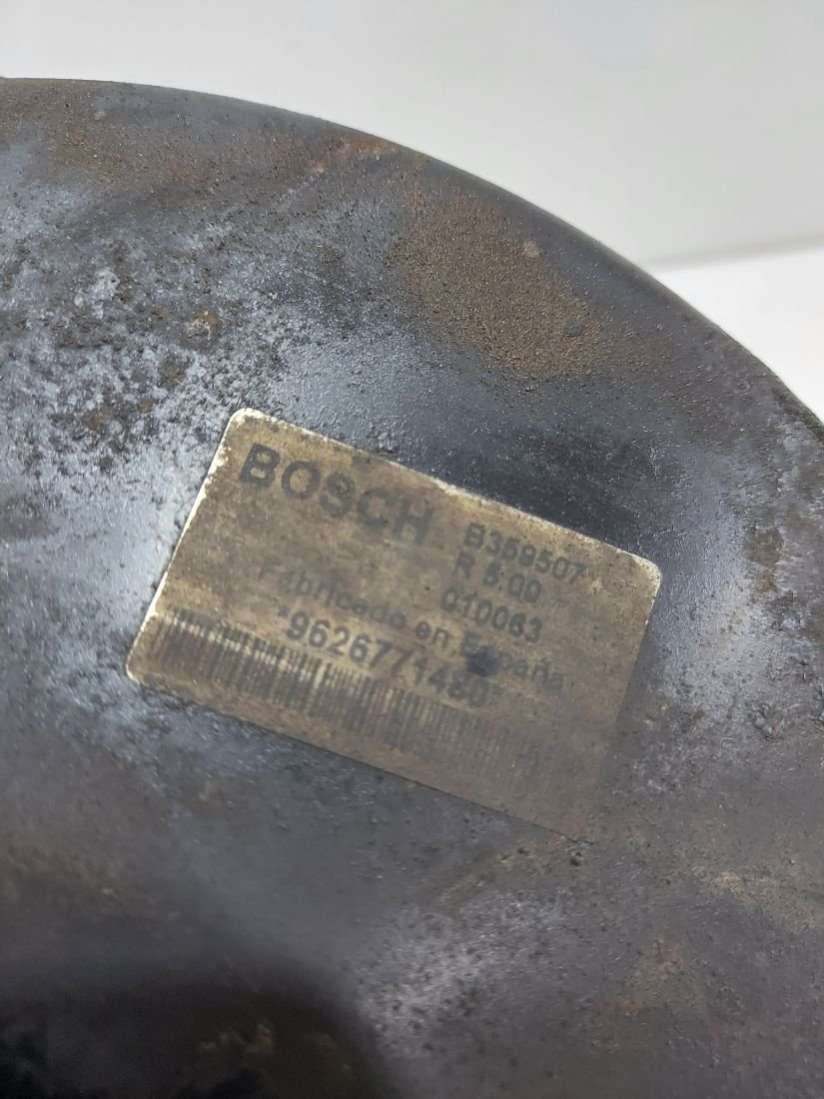 BOSCH B359507
R 5:00
010063
Fabricado en España
*9626771480*